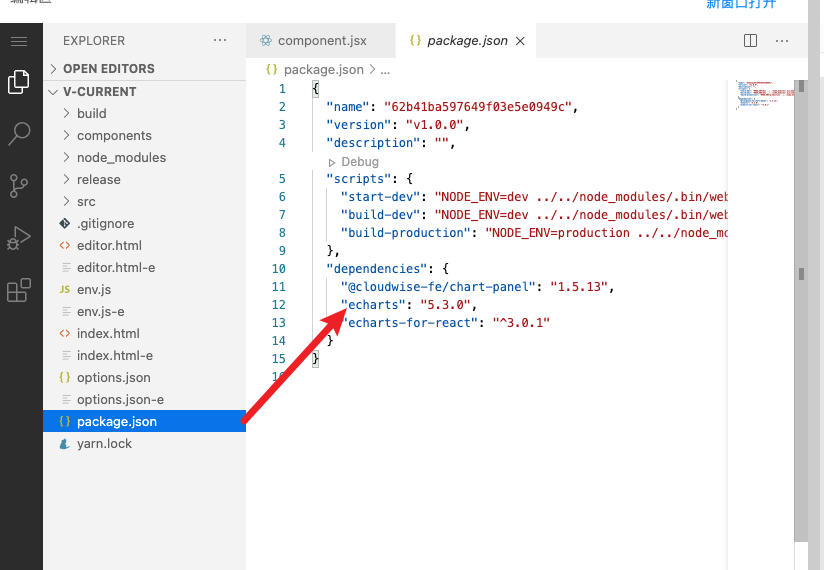 新窗口打开
EXPLORER
component.jsx
package.json
OPEN EDITORS
V-CURRENT
build
components
node_modules
release
src
.gitignore
editor.html
editor.html-e
JS env.js
env.js-e
index.html
index.html-e
options.json
options.json-e
package.json
yarn.lock
{} package.json > ...
1 {
2 "name": "62b41ba597649f03e5e0949c",
3 "version": "v1.0.0",
4 "description": "",
Debug
5 "scripts": {
6 "start-dev": "NODE_ENV=dev ../../node_modules/.bin/web
7 "build-dev": "NODE_ENV=dev ../../node_modules/.bin/web
8 "build-production": "NODE_ENV=production ../../node_mo
9 },
10 "dependencies": {
11 "@cloudwise-fe/chart-panel": "1.5.13",
12 "echarts": "5.3.0",
13 "echarts-for-react": "^3.0.1"
14 }
15 }
16